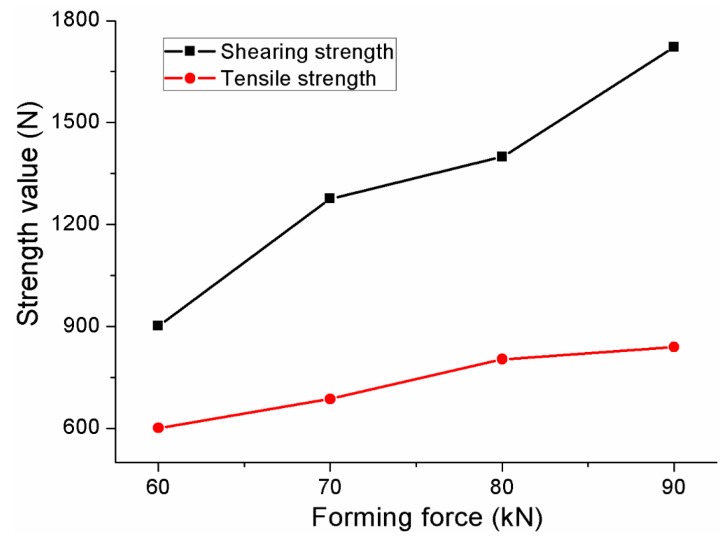 Shearing strength
Tensile strength
Strength value (N)
1800
1500
1200
900
600
60 70 80 90
Forming force (kN)